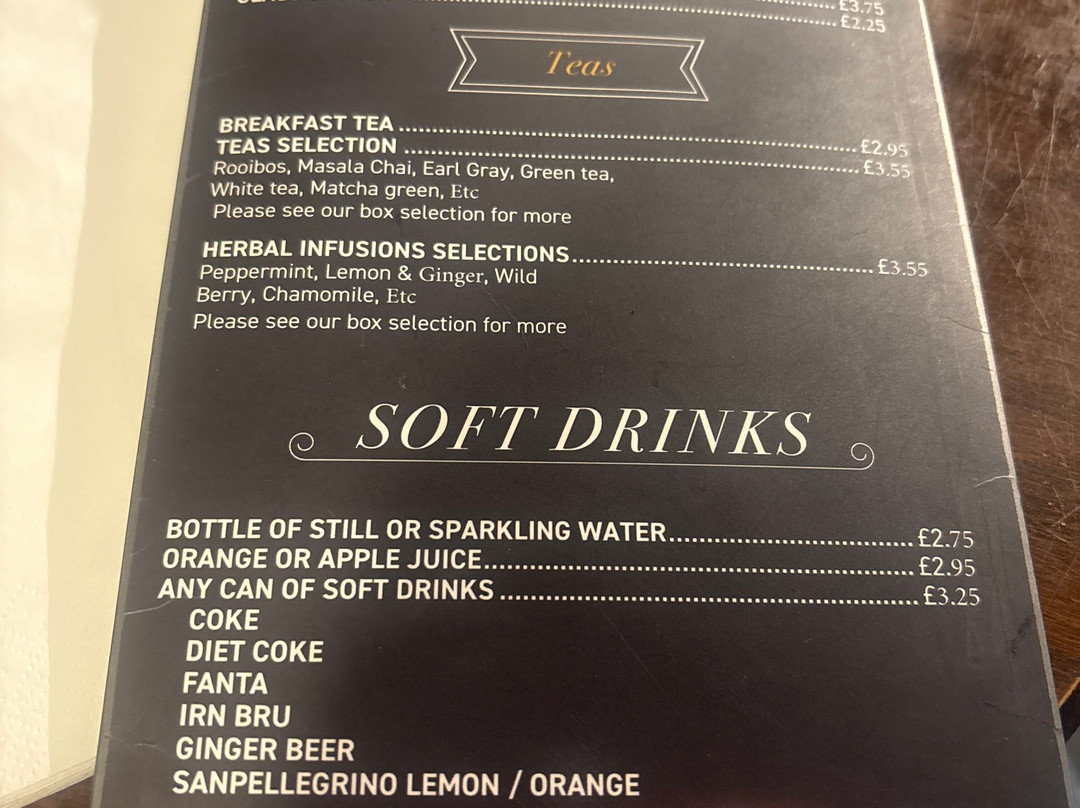 £3.75
£2.25
Teas
BREAKFAST TEA ........ £2.95
TEAS SELECTION ........ £3.55
Rooibos, Masala Chai, Earl Gray, Green tea,
White tea, Matcha green, Etc
Please see our box selection for more
HERBAL INFUSIONS SELECTIONS........ £3.55
Peppermint, Lemon & Ginger, Wild
Berry, Chamomile, Etc
Please see our box selection for more
SOFT DRINKS
BOTTLE OF STILL OR SPARKLING WATER........ £2.75
ORANGE OR APPLE JUICE........ £2.95
ANY CAN OF SOFT DRINKS ........ £3.25
COKE
DIET COKE
FANTA
IRN BRU
GINGER BEER
SANPELLEGRINO LEMON / ORANGE